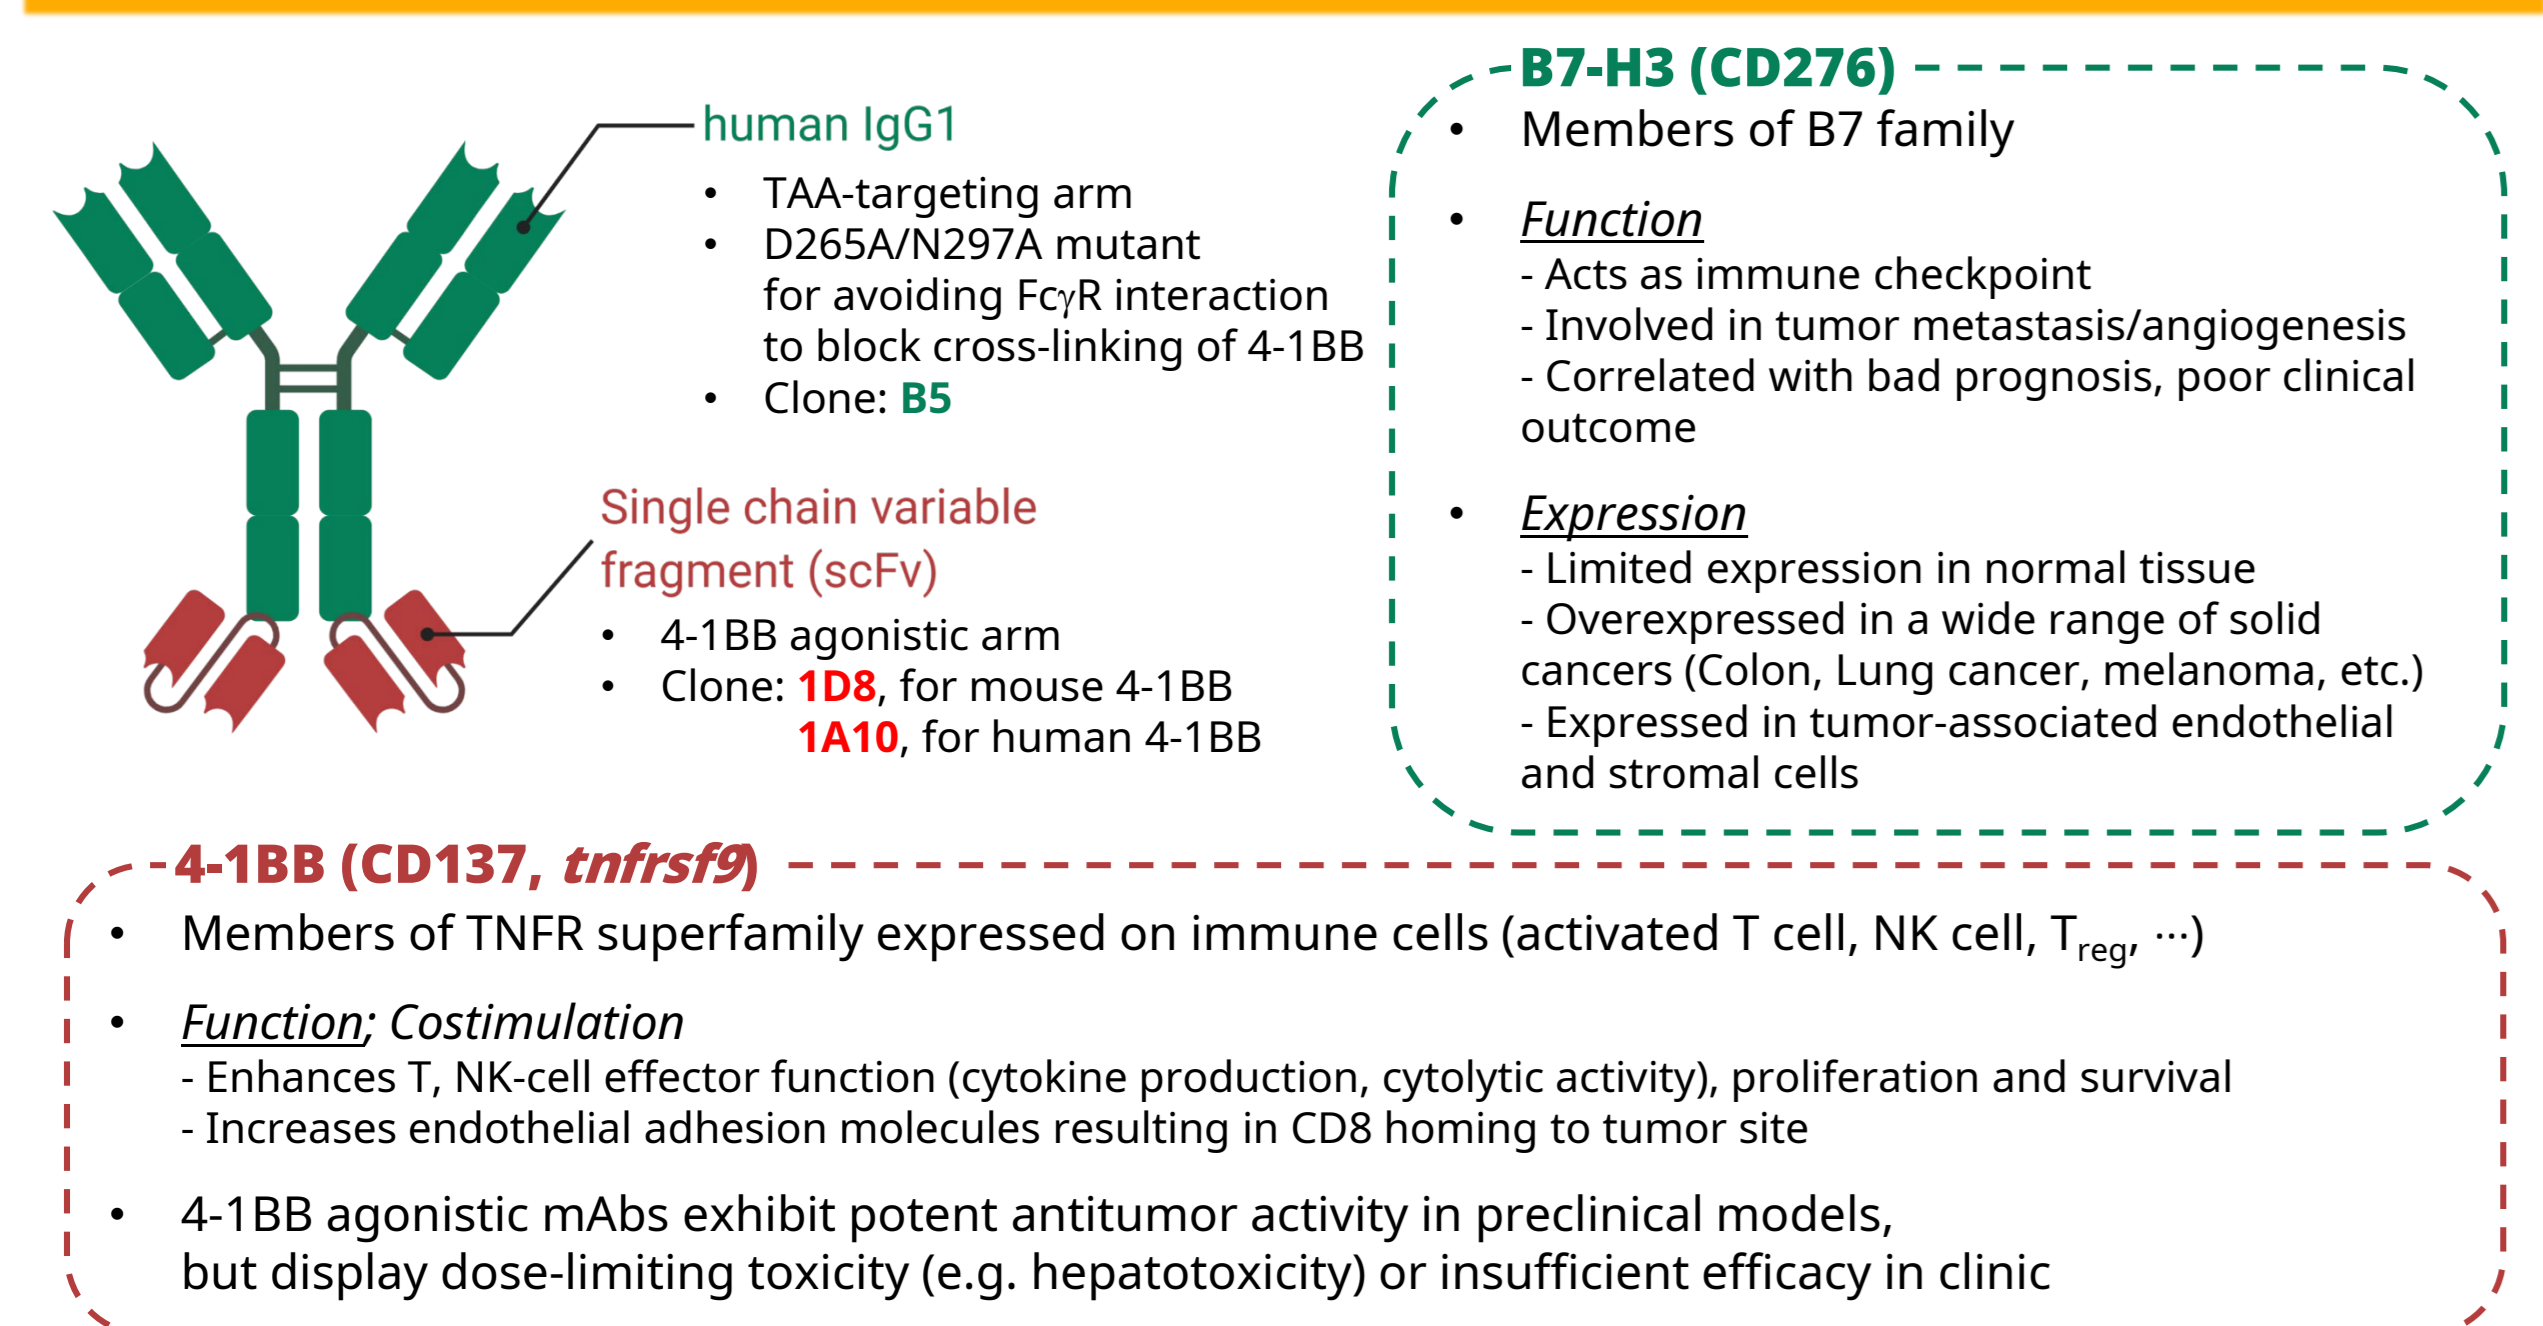 human IgG1
• TAA-targeting arm
• D265A/N297A mutant
for avoiding FcγR interaction
to block cross-linking of 4-1BB
• Clone: B5
Single chain variable
fragment (scFv)
• 4-1BB agonistic arm
• Clone: 1D8, for mouse 4-1BB
1A10, for human 4-1BB
B7-H3 (CD276)
• Members of B7 family
• Function
- Acts as immune checkpoint
- Involved in tumor metastasis/angiogenesis
- Correlated with bad prognosis, poor clinical
outcome
• Expression
- Limited expression in normal tissue
- Overexpressed in a wide range of solid
cancers (Colon, Lung cancer, melanoma, etc.)
- Expressed in tumor-associated endothelial
and stromal cells
4-1BB (CD137, tnfrsf9)
• Members of TNFR superfamily expressed on immune cells (activated T cell, NK cell, Treg, ···)
• Function; Costimulation
- Enhances T, NK-cell effector function (cytokine production, cytolytic activity), proliferation and survival
- Increases endothelial adhesion molecules resulting in CD8 homing to tumor site
• 4-1BB agonistic mAbs exhibit potent antitumor activity in preclinical models,
but display dose-limiting toxicity (e.g. hepatotoxicity) or insufficient efficacy in clinic